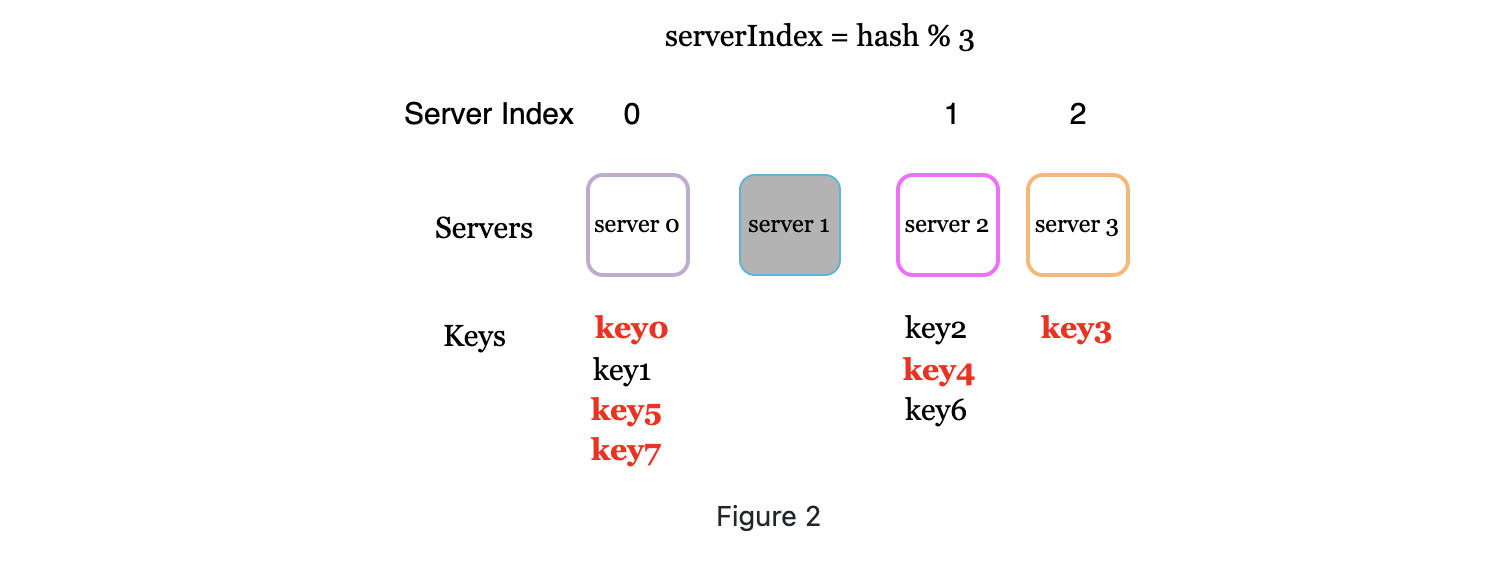 serverIndex = hash % 3
Server Index 0 1 2
Servers server 0 server 1 server 2 server 3
Keys key0 key2 key3
key1 key4
key5 key6
key7
Figure 2